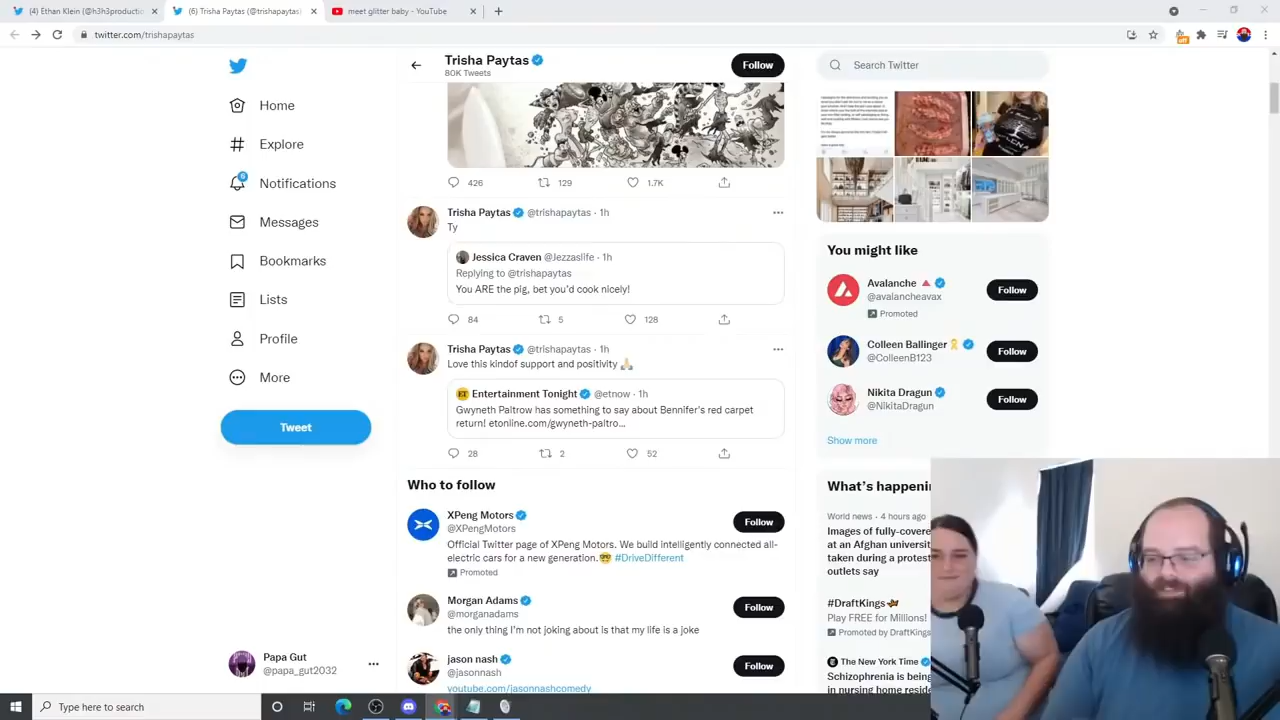 (4) Ethan Klein (@h3h3producti
(6) Trisha Paytas (@trishapaytas)
meet glitter baby - YouTube
twitter.com/trishapaytas
off
Home
Explore
6
Notifications
Messages
Bookmarks
Lists
Profile
More
Tweet
Papa Gut
@papa_gut2032
Trisha Paytas
80K Tweets
Follow
426
129
1.7K
Trisha Paytas @trishapaytas · 1h
Ty
Jessica Craven @Jezzaslife · 1h
Replying to @trishapaytas
You ARE the pig, bet you'd cook nicely!
84
5
128
Trisha Paytas @trishapaytas · 1h
Love this kindof support and positivity
ET Entertainment Tonight @etnow · 1h
Gwyneth Paltrow has something to say about Bennifer's red carpet
return! etonline.com/gwyneth-paltro...
28
2
52
Who to follow
XPeng Motors
@XPengMotors
Follow
Official Twitter page of XPeng Motors. We build intelligently connected all-
electric cars for a new generation. #DriveDifferent
Promoted
Morgan Adams
@morganadams
Follow
the only thing I'm not joking about is that my life is a joke
jason nash
@jasonnash
Follow
youtube.com/jasonnashcomedy
Search Twitter
You might like
Avalanche
@avalancheavax
Promoted
Follow
Colleen Ballinger
@ColleenB123
Follow
Nikita Dragun
@NikitaDragun
Follow
Show more
What's happenin
World news · 4 hours ago
Images of fully-covere
at an Afghan universit
taken during a protest
outlets say
#DraftKings
Play FREE for Millions!
Promoted by DraftKings
The New York Time
Schizophrenia is being
in nursing home reside
Type here to search